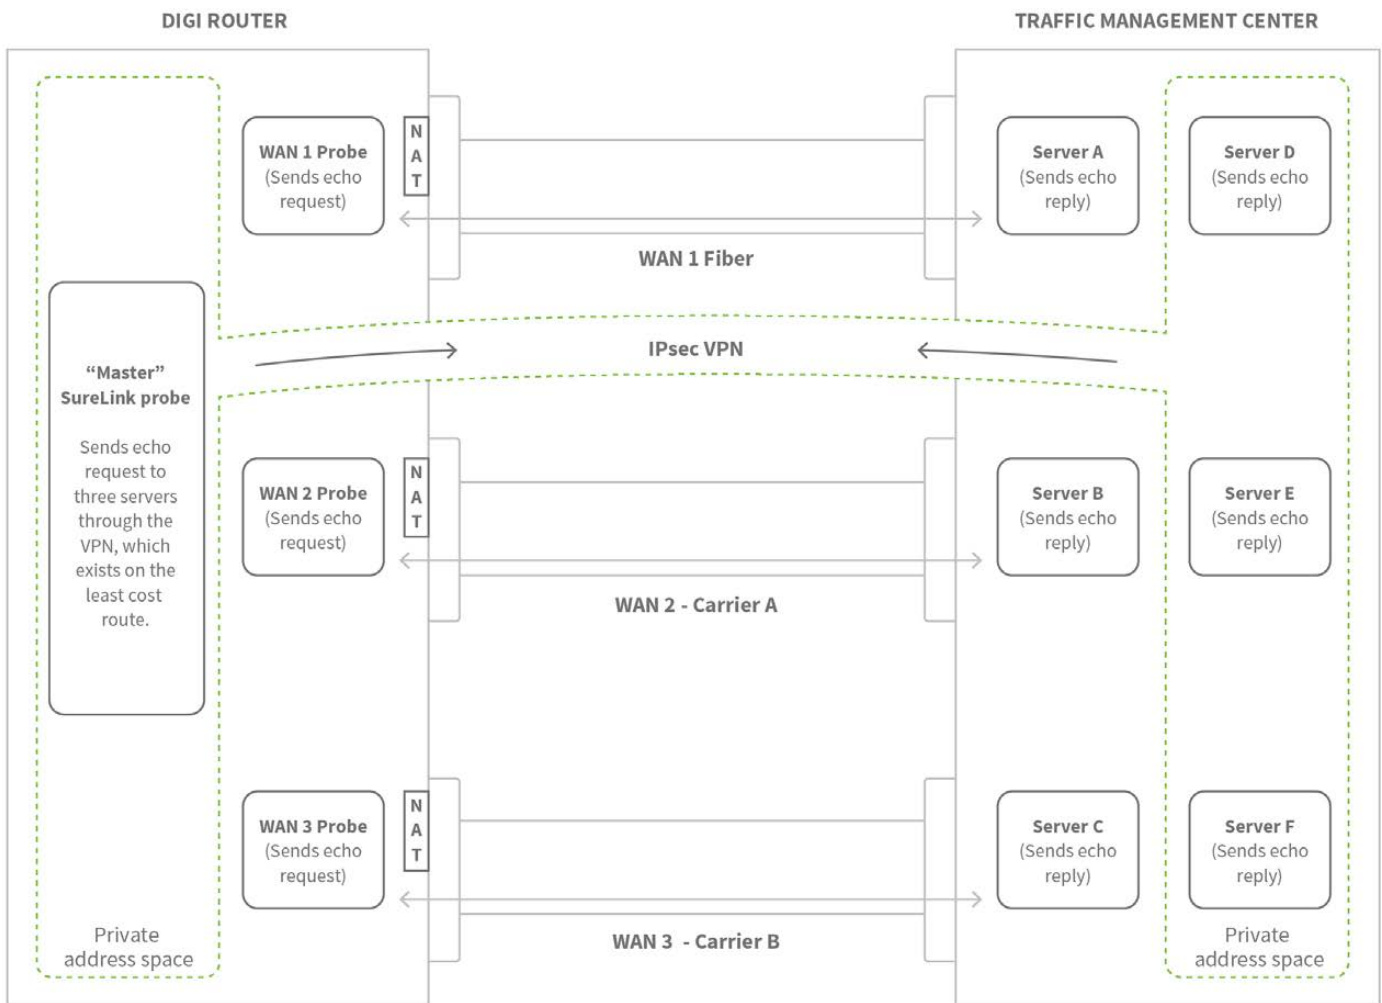 DIGI ROUTER
TRAFFIC MANAGEMENT CENTER
WAN 1 Probe
(Sends echo
request)
N
A
T
Server A
(Sends echo
reply)
Server D
(Sends echo
reply)
WAN 1 Fiber
IPsec VPN
“Master”
SureLink probe
Sends echo
request to
three servers
through the
VPN, which
exists on the
least cost
route.
WAN 2 Probe
(Sends echo
request)
N
A
T
Server B
(Sends echo
reply)
Server E
(Sends echo
reply)
WAN 2 - Carrier A
WAN 3 Probe
(Sends echo
request)
N
A
T
Server C
(Sends echo
reply)
Server F
(Sends echo
reply)
WAN 3 - Carrier B
Private
address space
Private
address space